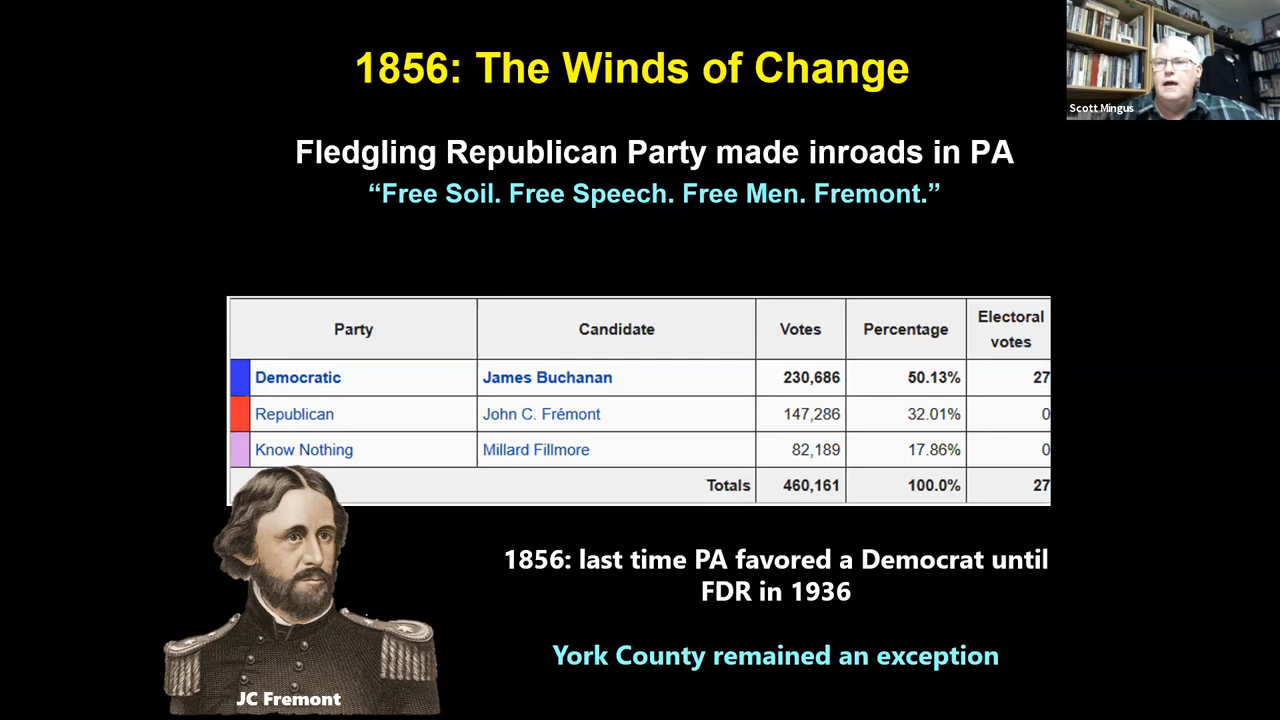 1856: The Winds of Change
Scott Mingus
Fledgling Republican Party made inroads in PA
“Free Soil. Free Speech. Free Men. Fremont.”
Party Candidate Votes Percentage Electoral votes
Democratic James Buchanan 230,686 50.13% 27
Republican John C. Frémont 147,286 32.01% 0
Know Nothing Millard Fillmore 82,189 17.86% 0
Totals 460,161 100.0% 27
1856: last time PA favored a Democrat until
FDR in 1936
York County remained an exception
JC Fremont